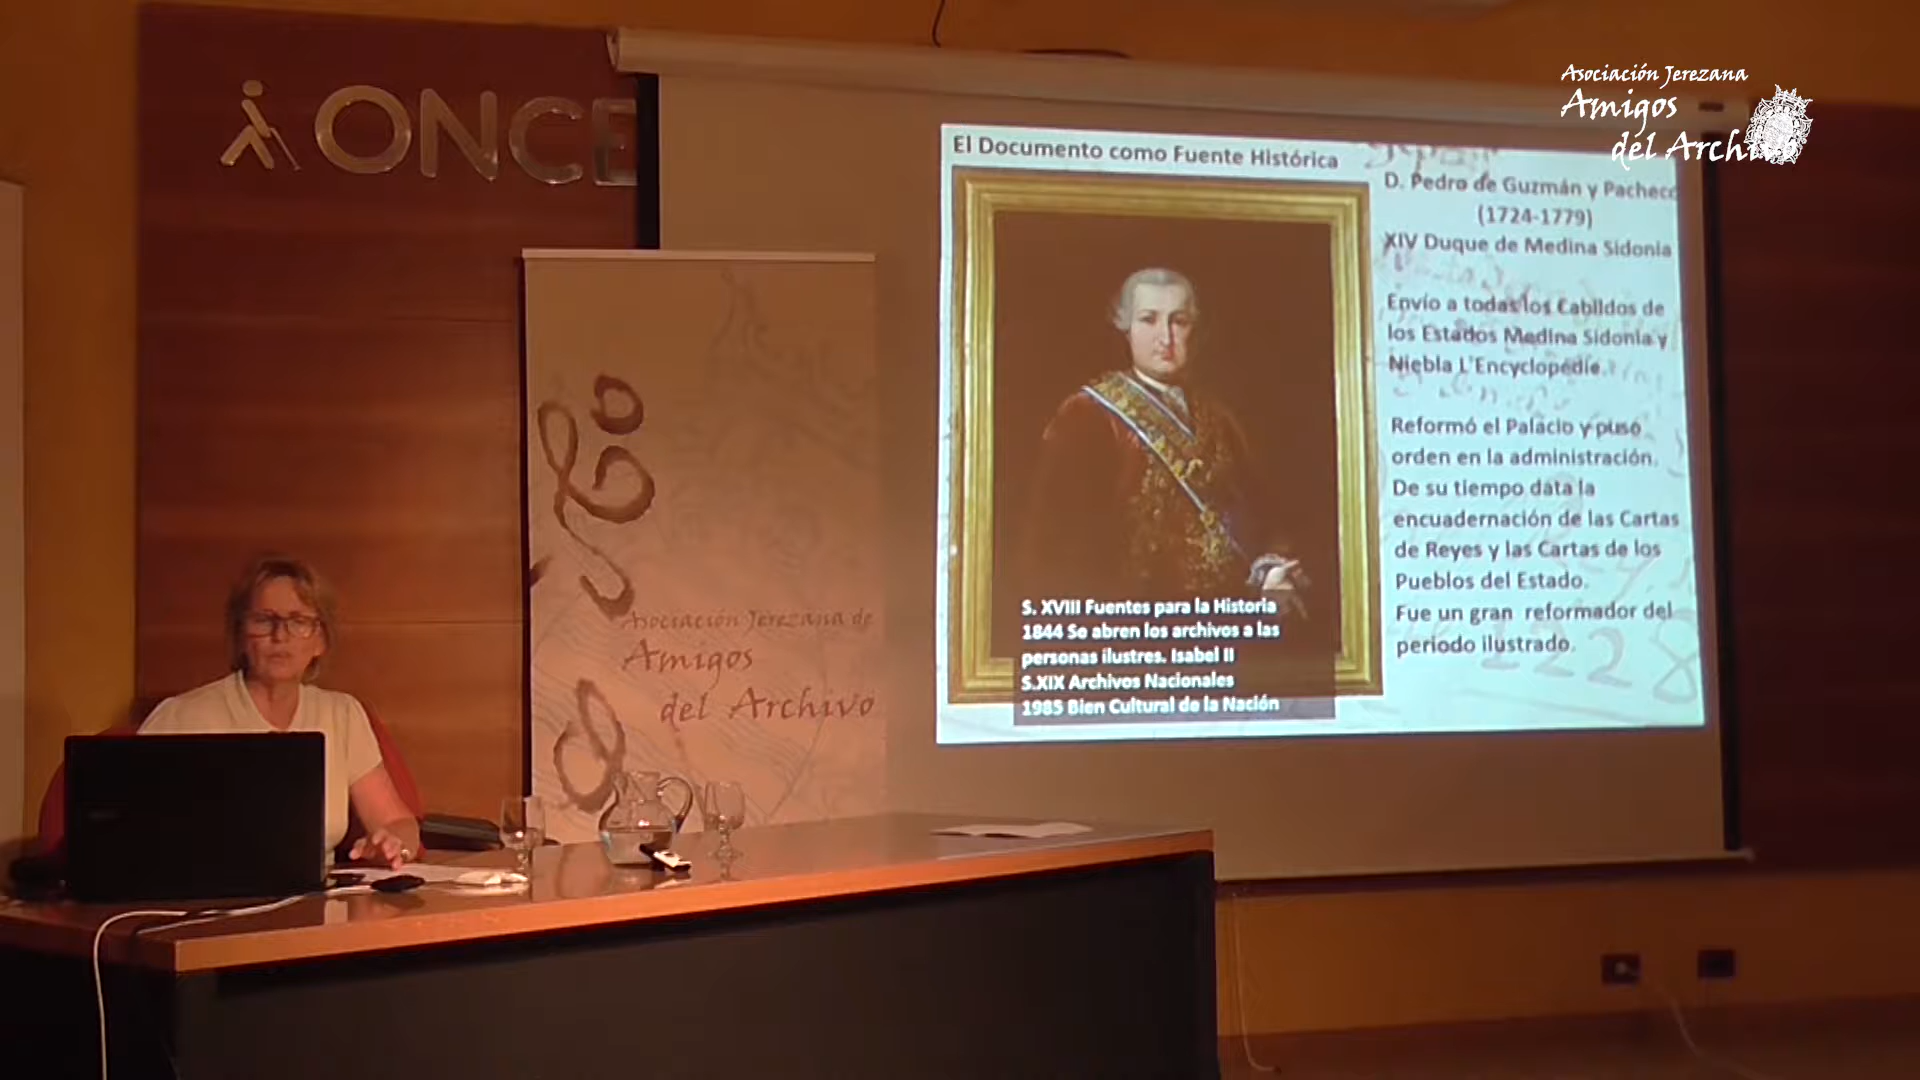 ONCE
Asociación Jerezana
Amigos
del Archivo
El Documento como Fuente Histórica
D. Pedro de Guzmán y Pacheco
(1724-1779)
XIV Duque de Medina Sidonia
Envío a todas los Cabildos de
los Estados Medina Sidonia y
Niebla L'Encyclopédie.
Reformó el Palacio y puso
orden en la administración.
De su tiempo data la
encuadernación de las Cartas
de Reyes y las Cartas de los
Pueblos del Estado.
Fue un gran reformador del
periodo ilustrado.
S. XVIII Fuentes para la Historia
1844 Se abren los archivos a las
personas ilustres. Isabel II
S.XIX Archivos Nacionales
1985 Bien Cultural de la Nación
Asociación Jerezana de
Amigos
del Archivo